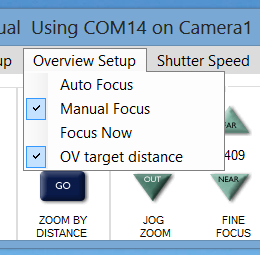 ual Using COM14 on Camera1
up Overview Setup Shutter Speed
Auto Focus
Manual Focus
Focus Now
OV target distance
AR
409
GO OUT NEAR
ZOOM BY DISTANCE JOG ZOOM FINE FOCUS